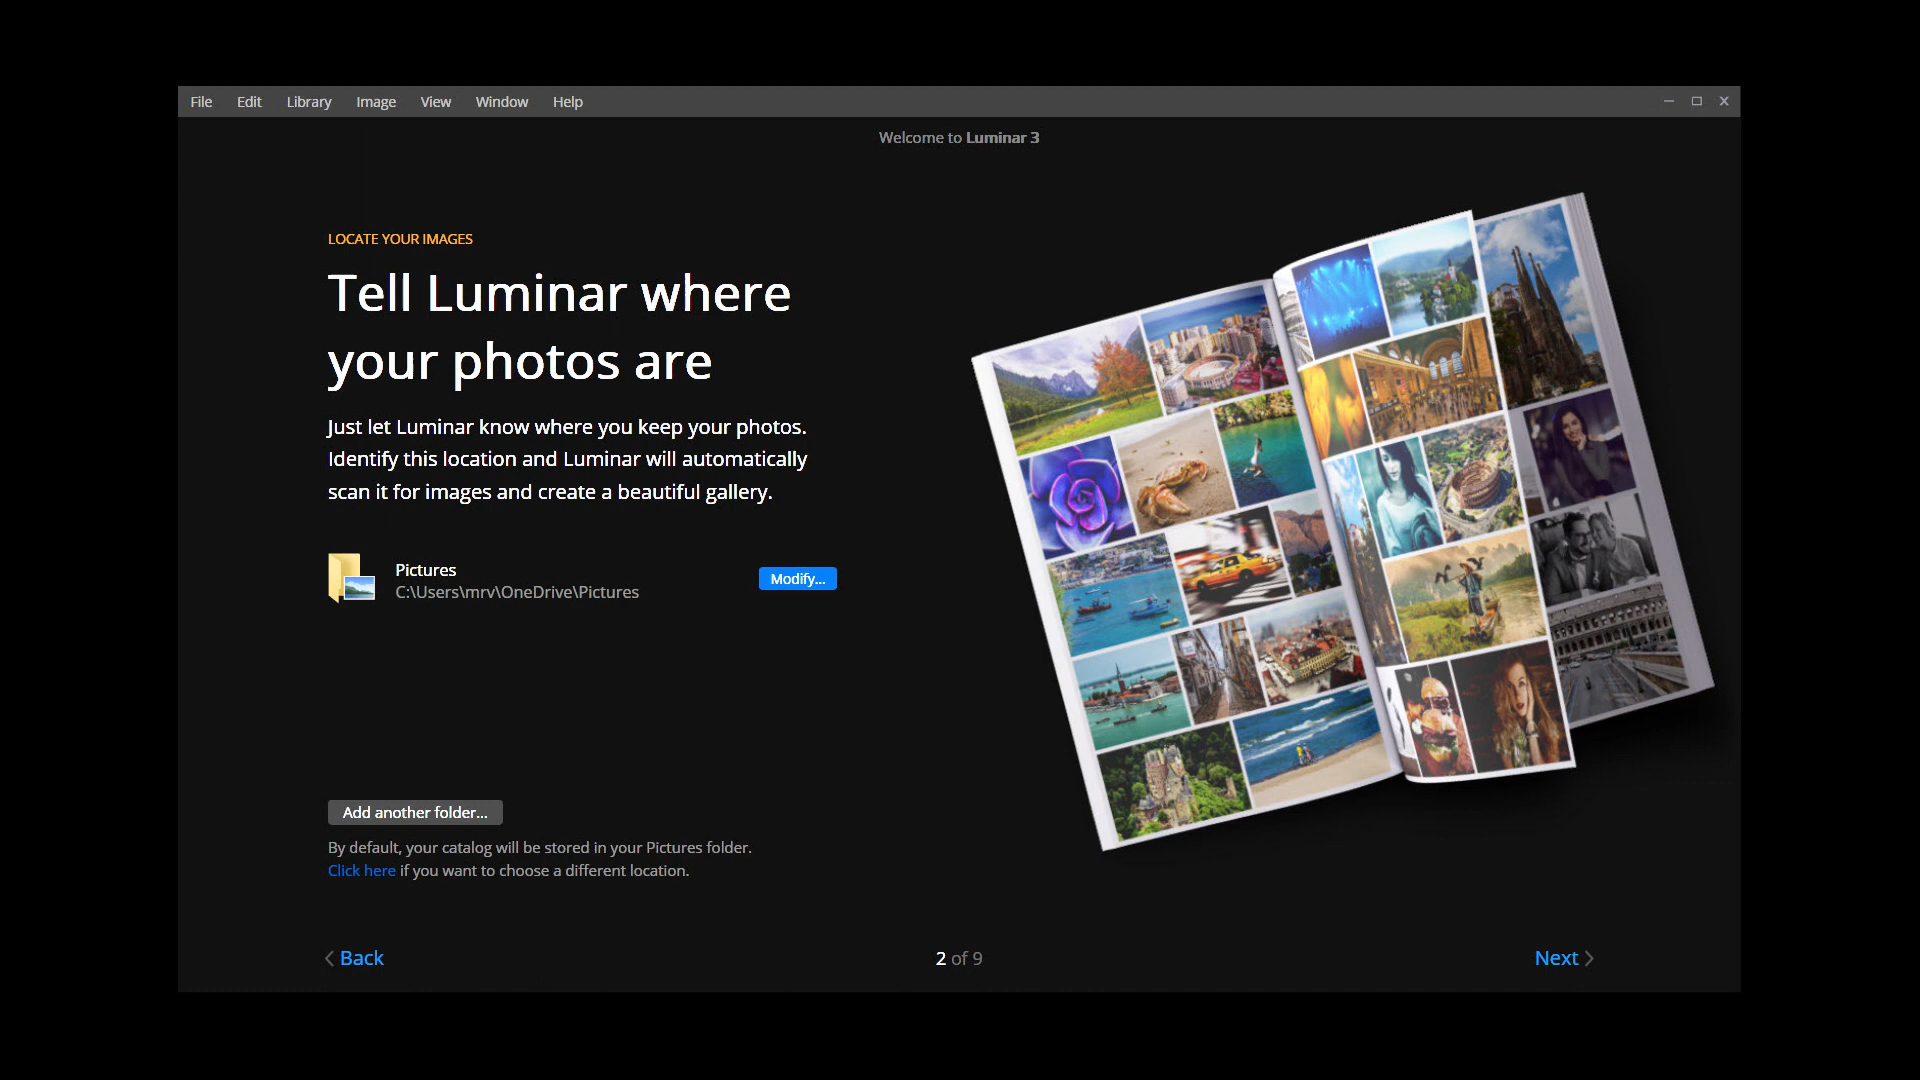 File Edit Library Image View Window Help
Welcome to Luminar 3
LOCATE YOUR IMAGES
Tell Luminar where
your photos are
Just let Luminar know where you keep your photos.
Identify this location and Luminar will automatically
scan it for images and create a beautiful gallery.
Pictures
C:\Users\mrv\OneDrive\Pictures
Modify...
Add another folder...
By default, your catalog will be stored in your Pictures folder.
Click here if you want to choose a different location.
Back
2 of 9
Next